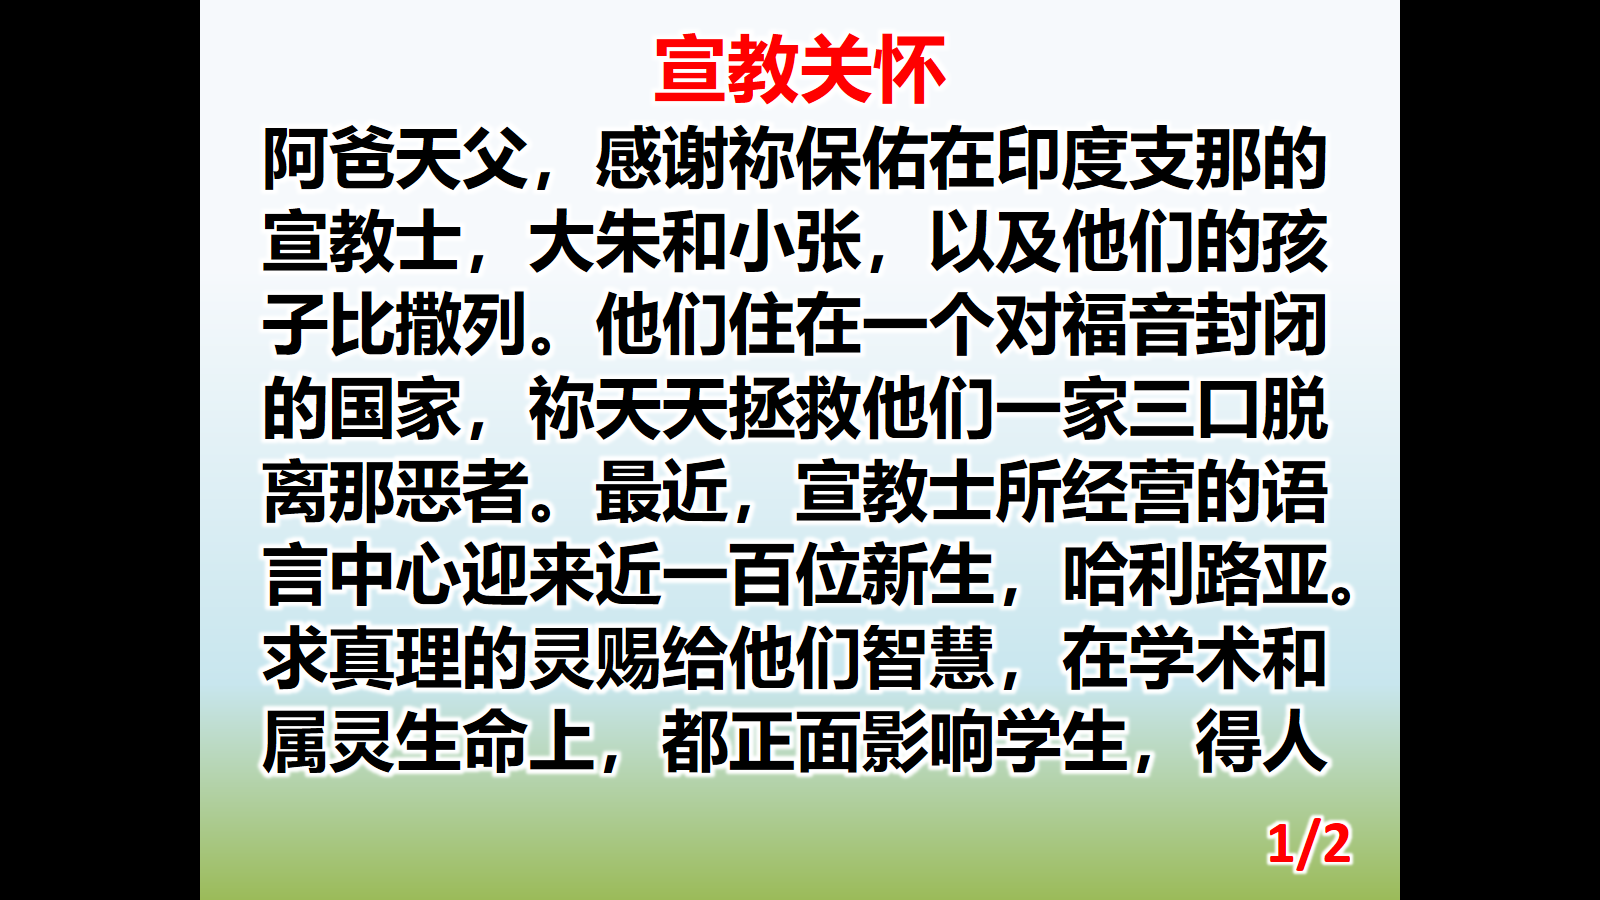 宣教关怀
阿爸天父，感谢祢保佑在印度支那的
宣教士，大朱和小张，以及他们的孩
子比撒列。他们住在一个对福音封闭
的国家，祢天天拯救他们一家三口脱
离那恶者。最近，宣教士所经营的语
言中心迎来近一百位新生，哈利路亚。
求真理的灵赐给他们智慧，在学术和
属灵生命上，都正面影响学生，得人
1/2